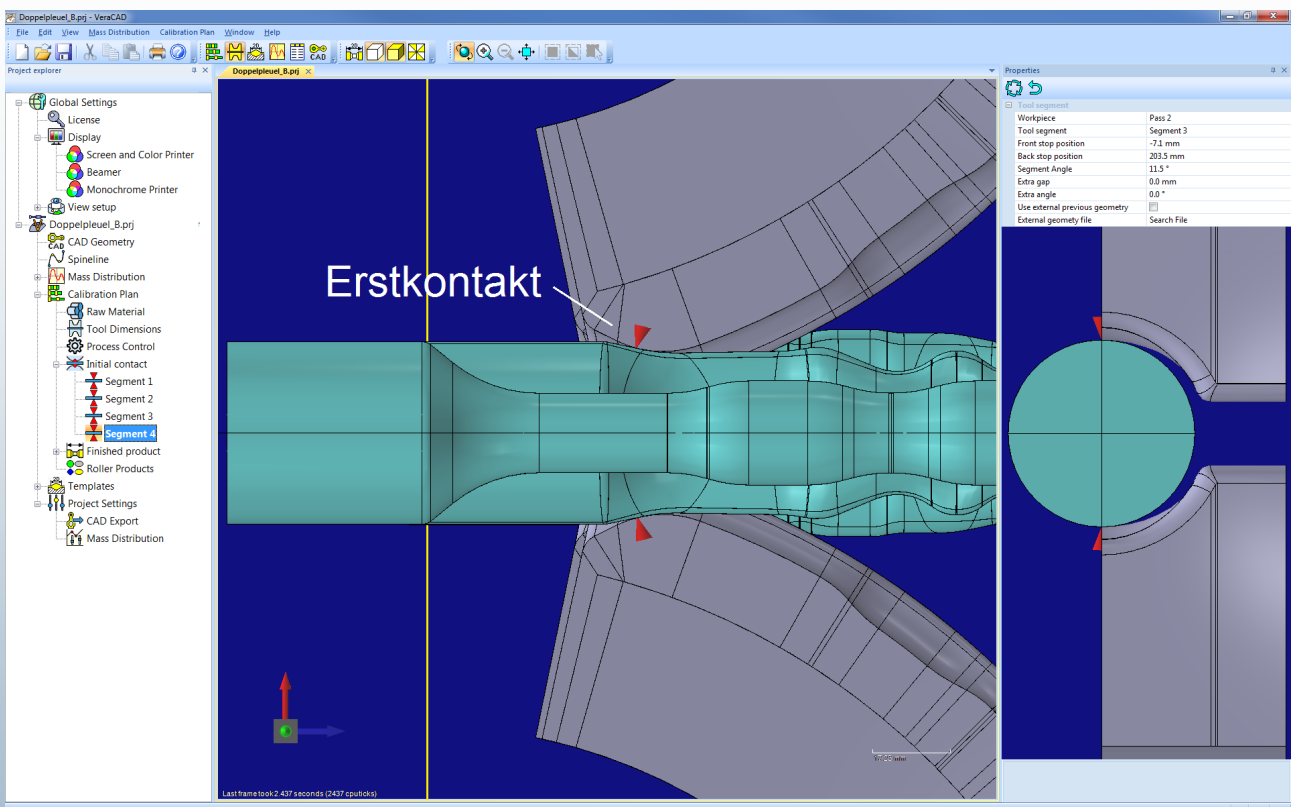 Doppelpleuel_B.prj - VeraCAD
File Edit View Mass Distribution Calibration Plan Window Help
Project explorer
Global Settings
License
Display
Screen and Color Printer
Beamer
Monochrome Printer
View setup
Doppelpleuel_B.prj
CAD CAD Geometry
Spineline
Mass Distribution
Calibration Plan
Raw Material
Tool Dimensions
Process Control
Initial contact
Segment 1
Segment 2
Segment 3
Segment 4
Finished product
Roller Products
Templates
Project Settings
CAD Export
Mass Distribution
Doppelpleuel_B.prj
Erstkontakt
Last frame took 2.437 seconds (2437 cputicks)
Properties
Tool segment
Workpiece Pass 2
Tool segment Segment 3
Front stop position -7.1 mm
Back stop position 203.5 mm
Segment Angle 11.5 °
Extra gap 0.0 mm
Extra angle 0.0 °
Use external previous geometry
External geomety file Search File